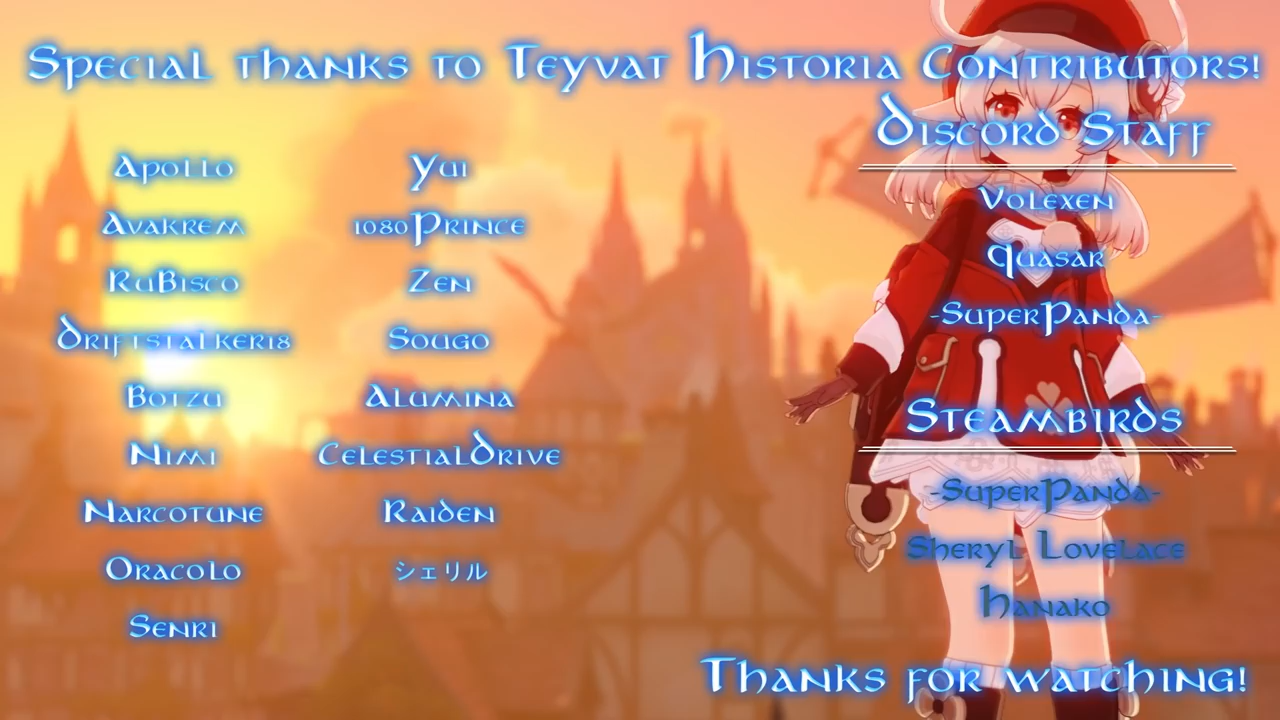 Special thanks to Teyvat Historia Contributors!
Apollo
Avakrem
RuBisco
Driftstalker18
Botzu
Nimi
Narcotune
Oracolo
Senri
Yui
1080Prince
Zen
Sougo
Alumina
CelestialDrive
Raiden
シェリル
Discord Staff
Volexen
Quasar
-SuperPanda-
Steambirds
-SuperPanda-
Sheryl Lovelace
Hanako
Thanks for watching!